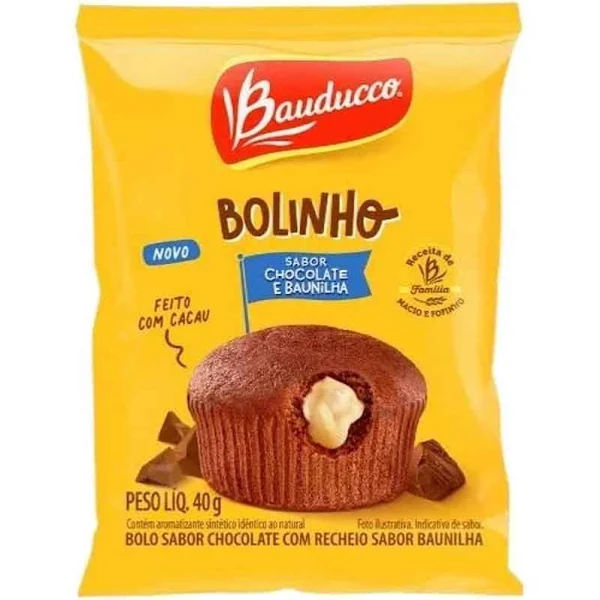 Bauducco
BOLINHO
NOVO
SABOR
CHOCOLATE
E BAUNILHA
Receita de
Família
MACIO E FOFINHO
FEITO
COM CACAU
PESO LÍQ. 40g
Contém aromatizante sintético idêntico ao natural
Foto ilustrativa. Indicativa de sabor.
BOLO SABOR CHOCOLATE COM RECHEIO SABOR BAUNILHA